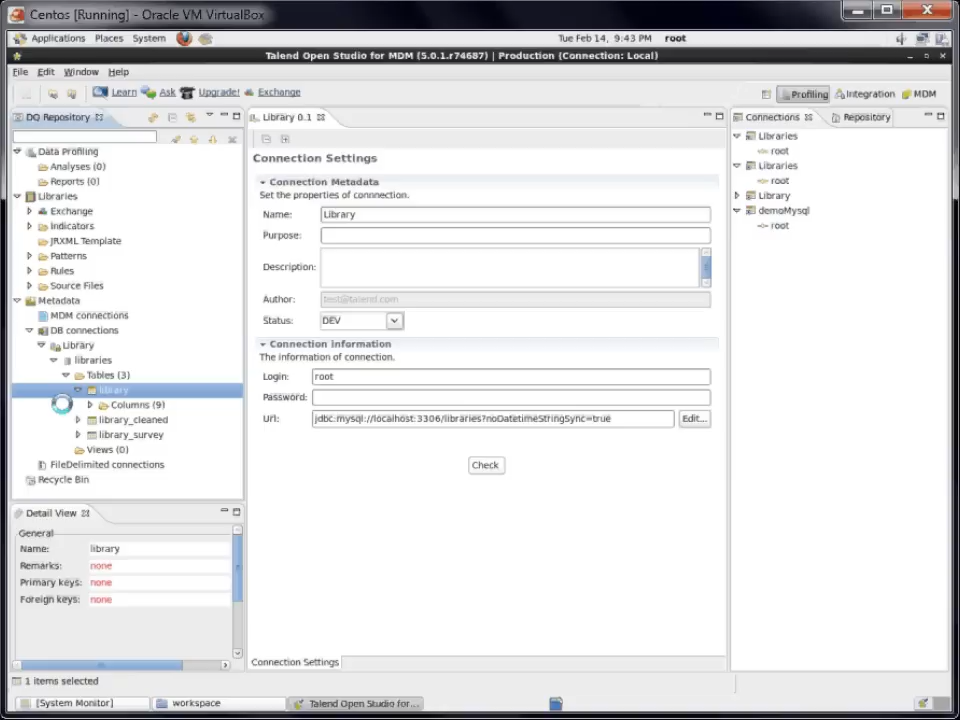 Centos [Running] - Oracle VM VirtualBox
Applications Places System Tue Feb 14, 9:43 PM root
Talend Open Studio for MDM (5.0.1.r74687) | Production (Connection: Local)
File Edit Window Help
Learn Ask Upgrade! Exchange Profiling Integration MDM
DQ Repository Library 0.1 Connections Repository
Connection Settings
Data Profiling
Analyses (0)
Reports (0)
Libraries
Exchange
Indicators
JRXML Template
Patterns
Rules
Source Files
Metadata
MDM connections
DB connections
Library
libraries
Tables (3)
library
Columns (9)
library_cleaned
library_survey
Views (0)
FileDelimited connections
Recycle Bin
Connection Metadata
Set the properties of connnection.
Name: Library
Purpose:
Description:
Author: test@talend.com
Status: DEV
Connection information
The information of connection.
Login: root
Password:
Url: jdbc:mysql://localhost:3306/libraries?noDatetimeStringSync=true Edit...
Check
Connection Settings
Libraries
root
Libraries
root
Library
demoMysql
root
Detail View
General
Name: library
Remarks: none
Primary keys: none
Foreign keys: none
1 items selected
[System Monitor] workspace Talend Open Studio for...